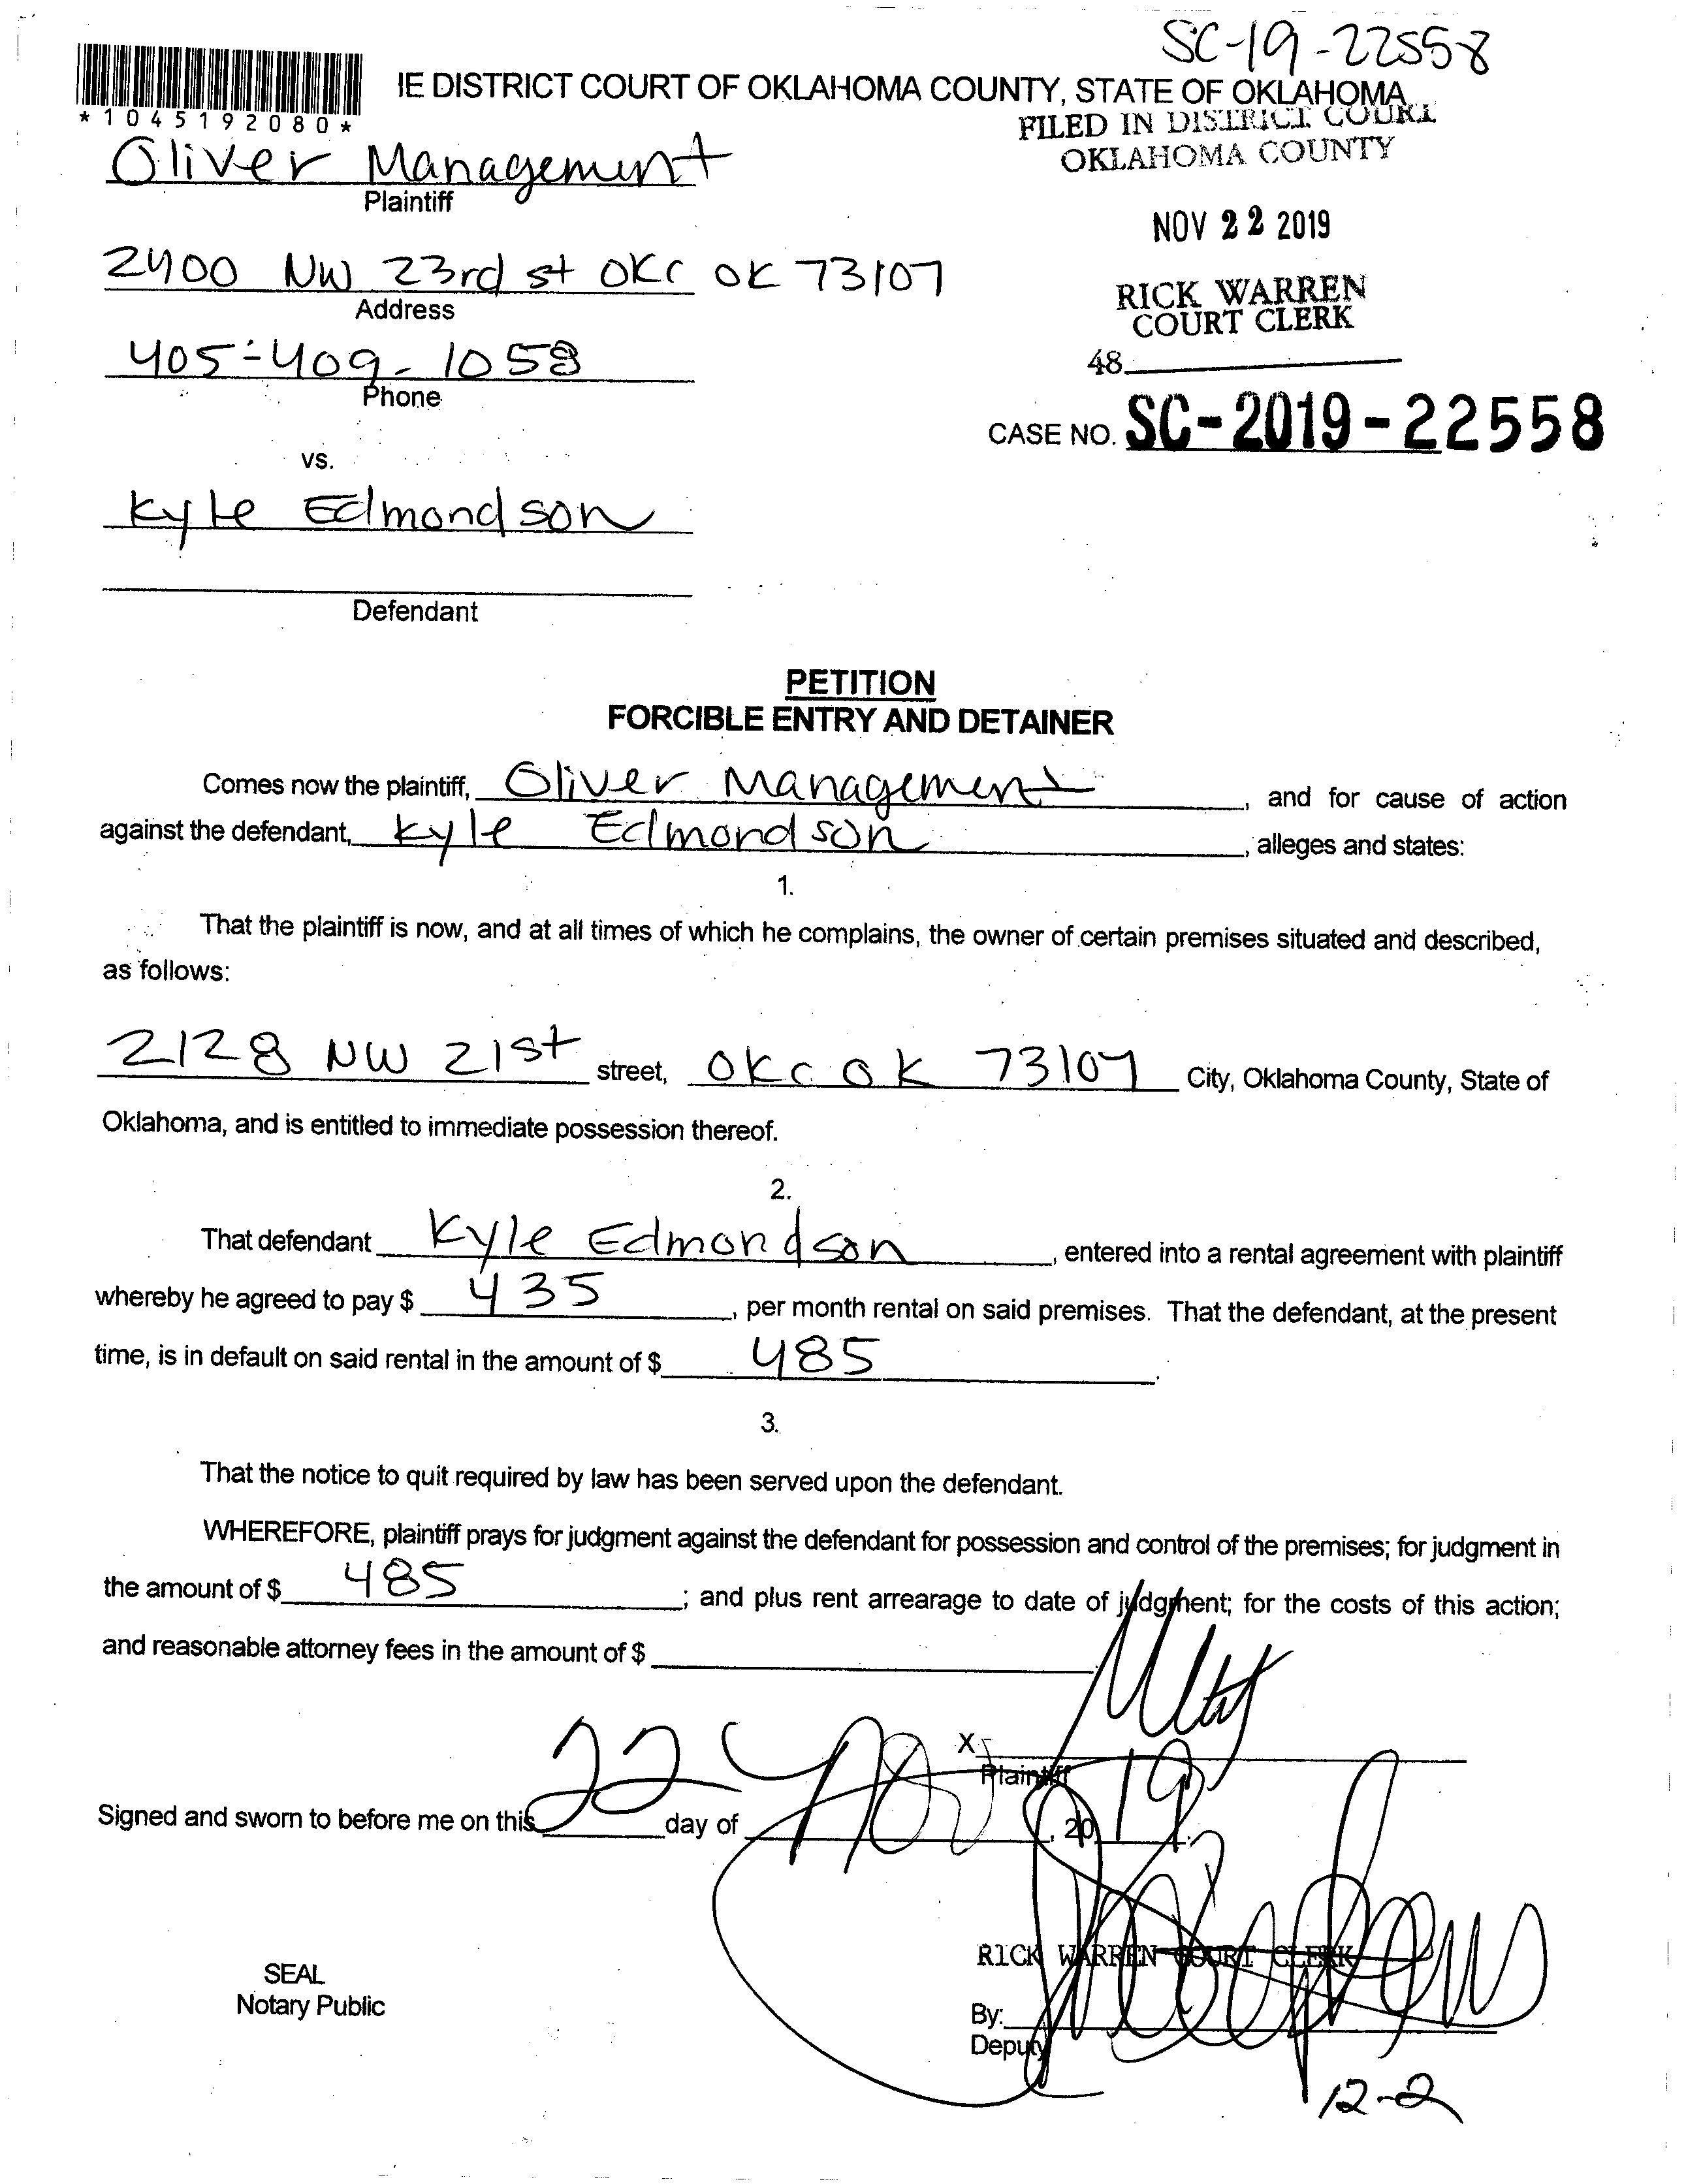 SC-19-22558
IE DISTRICT COURT OF OKLAHOMA COUNTY, STATE OF OKLAHOMA
*1045192080*
FILED IN DISTRICT COURT
OKLAHOMA COUNTY
Oliver Management
Plaintiff
NOV 22 2019
2400 NW 23rd st OKC OK 73107
Address
RICK WARREN
COURT CLERK
405-409-1058
Phone
48
CASE NO. SC-2019-22558
vs.
Kyle Edmondson
Defendant
PETITION
FORCIBLE ENTRY AND DETAINER
Comes now the plaintiff, Oliver Management, and for cause of action
against the defendant, Kyle Edmondson, alleges and states:
1.
That the plaintiff is now, and at all times of which he complains, the owner of certain premises situated and described,
as follows:
2128 NW 21st street, OKC OK 73107 City, Oklahoma County, State of
Oklahoma, and is entitled to immediate possession thereof.
2.
That defendant Kyle Edmondson, entered into a rental agreement with plaintiff
whereby he agreed to pay $ 435, per month rental on said premises. That the defendant, at the present
time, is in default on said rental in the amount of $ 485.
3.
That the notice to quit required by law has been served upon the defendant.
WHEREFORE, plaintiff prays for judgment against the defendant for possession and control of the premises; for judgment in
the amount of $ 485; and plus rent arrearage to date of judgment; for the costs of this action;
and reasonable attorney fees in the amount of $
X
Plaintiff
Signed and sworn to before me on this 22 day of Nov, 2019.
RICK WARREN COURT CLERK
SEAL
Notary Public
By:
Deputy
12-2